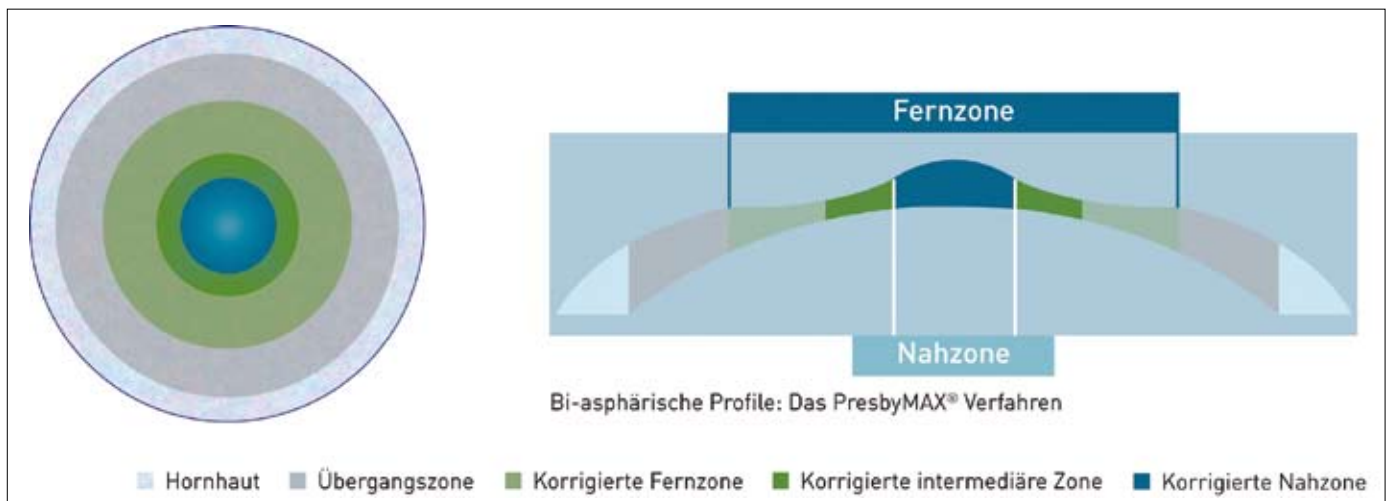 Fernzone
Nahzone
Bi-asphärische Profile: Das PresbyMAX® Verfahren
Hornhaut Übergangszone Korrigierte Fernzone Korrigierte intermediäre Zone Korrigierte Nahzone